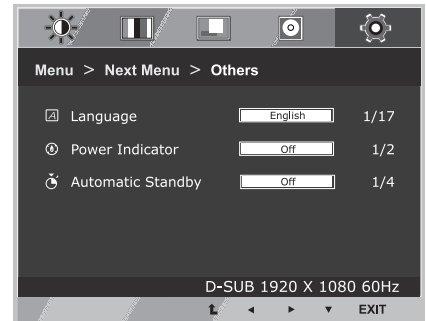 Menu > Next Menu > Others
Language English 1/17
Power Indicator Off 1/2
Automatic Standby Off 1/4
D-SUB 1920 X 1080 60Hz
EXIT